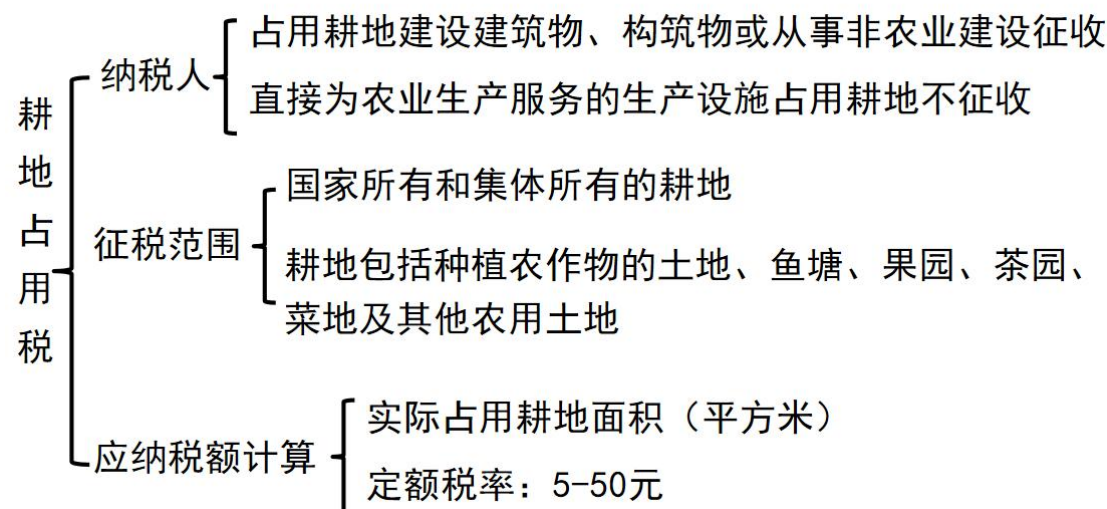 耕地占用税
纳税人
占用耕地建设建筑物、构筑物或从事非农业建设征收
直接为农业生产服务的生产设施占用耕地不征收
征税范围
国家所有和集体所有的耕地
耕地包括种植农作物的土地、鱼塘、果园、茶园、
菜地及其他农用土地
应纳税额计算
实际占用耕地面积（平方米）
定额税率：5-50元